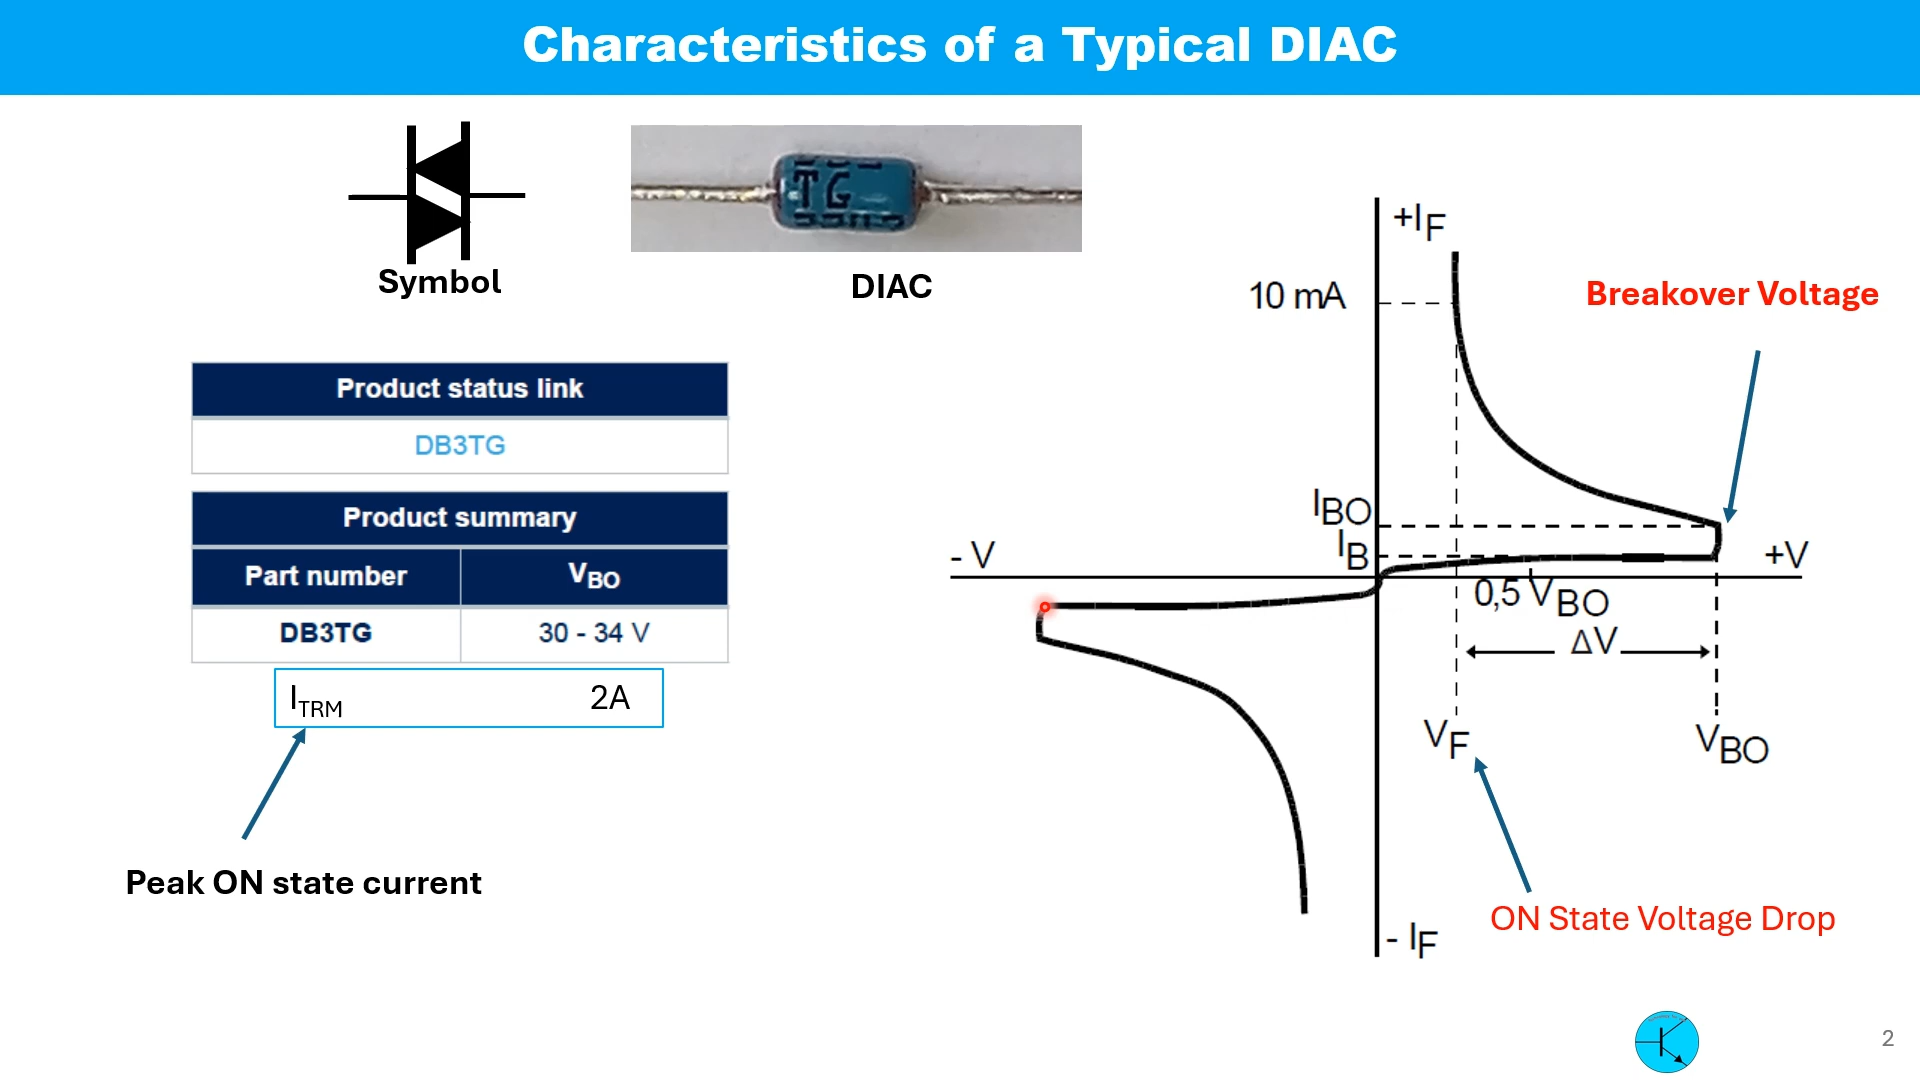 Characteristics of a Typical DIAC
Symbol
TG
DIAC
Product status link
DB3TG
Product summary
Part number VBO
DB3TG 30 - 34 V
ITRM 2A
Peak ON state current
+IF
10 mA
Breakover Voltage
IBO
IB
- V
+V
0,5 VBO
ΔV
VF
VBO
ON State Voltage Drop
- IF
2